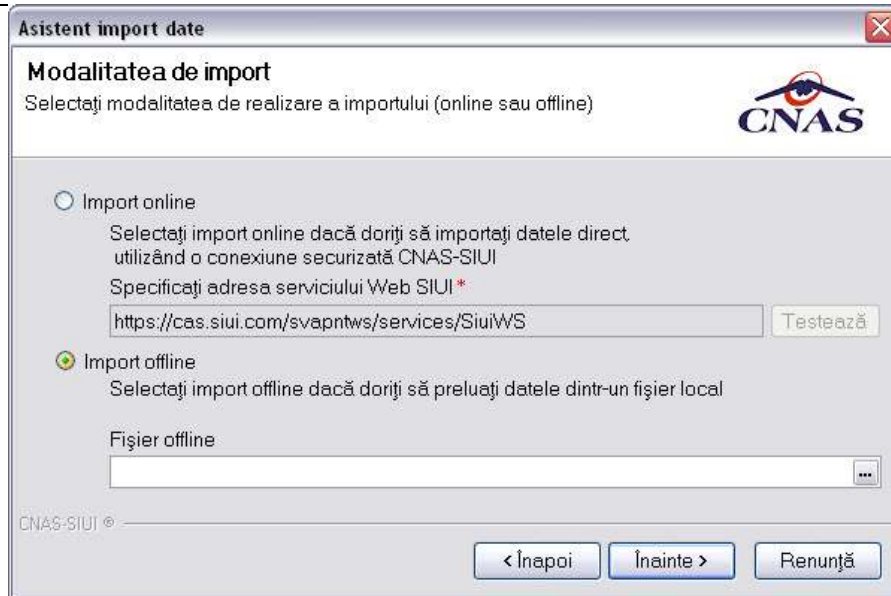 Asistent import date
Modalitatea de import
Selectaţi modalitatea de realizare a importului (online sau offline)
CNAS
Import online
Selectaţi import online dacă doriţi să importaţi datele direct,
utilizând o conexiune securizată CNAS-SIUI
Specificaţi adresa serviciului Web SIUI *
https://cas.siui.com/svapntws/services/SiuiWS
Testează
Import offline
Selectaţi import offline dacă doriţi să preluaţi datele dintr-un fişier local
Fişier offline
...
CNAS-SIUI ®
< Înapoi
Înainte >
Renunţă